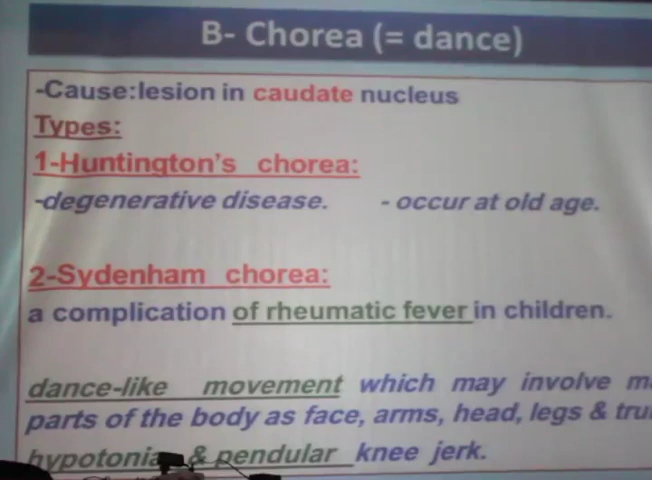 B- Chorea (= dance)
-Cause:lesion in caudate nucleus
Types:
1-Huntington's chorea:
-degenerative disease. - occur at old age.
2-Sydenham chorea:
a complication of rheumatic fever in children.
dance-like movement which may involve
parts of the body as face, arms, head, legs &
hypotonia & pendular knee jerk.